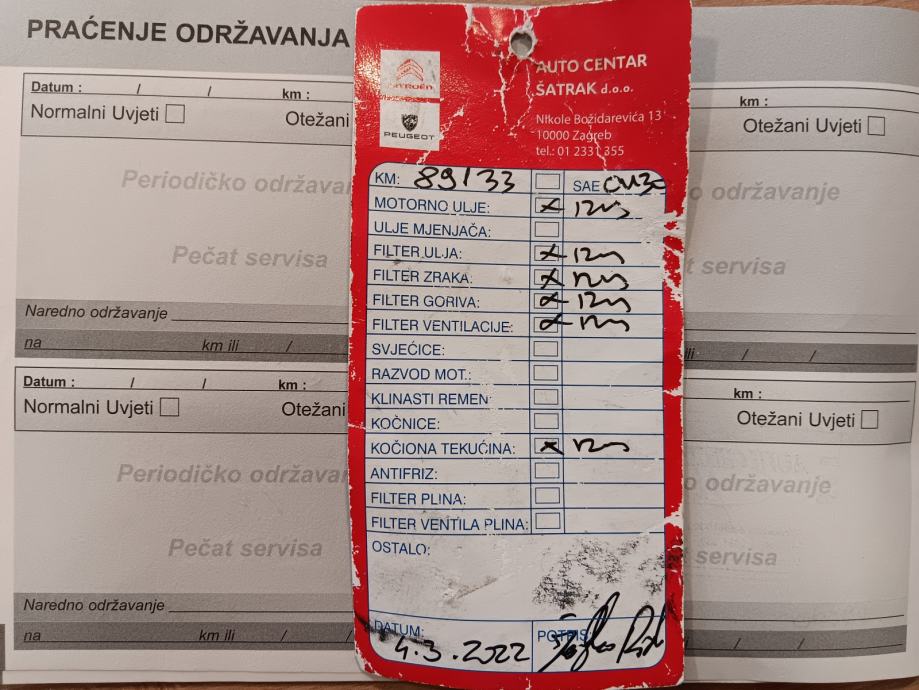 PRAĆENJE ODRŽAVANJA
Datum : / / km :
Normalni Uvjeti Otežani
Periodičko održavan
Pečat servisa
Naredno održavanje
na km ili /
Datum : / / km :
Normalni Uvjeti Otežani
Periodičko održavan
Pečat servisa
Naredno održavanje
na km ili / /
CITROËN
PEUGEOT
AUTO CENTAR
ŠATRAK d.o.o.
Nikole Božidarevića 13
10000 Zagreb
tel.: 01 2331 355
KM: 89133 SAE 0W30
MOTORNO ULJE: X
ULJE MJENJAČA:
FILTER ULJA: X
FILTER ZRAKA: X
FILTER GORIVA: X
FILTER VENTILACIJE: X
SVJEĆICE:
RAZVOD MOT.:
KLINASTI REMEN:
KOČNICE:
KOČIONA TEKUĆINA: X
ANTIFRIZ:
FILTER PLINA:
FILTER VENTILA PLINA:
OSTALO:
DATUM: 4.3.2022 POTPIS:
km :
Otežani Uvjeti
o održavanje
t servisa
ili / /
km :
Otežani Uvjeti
o održavanje
servisa
/ /